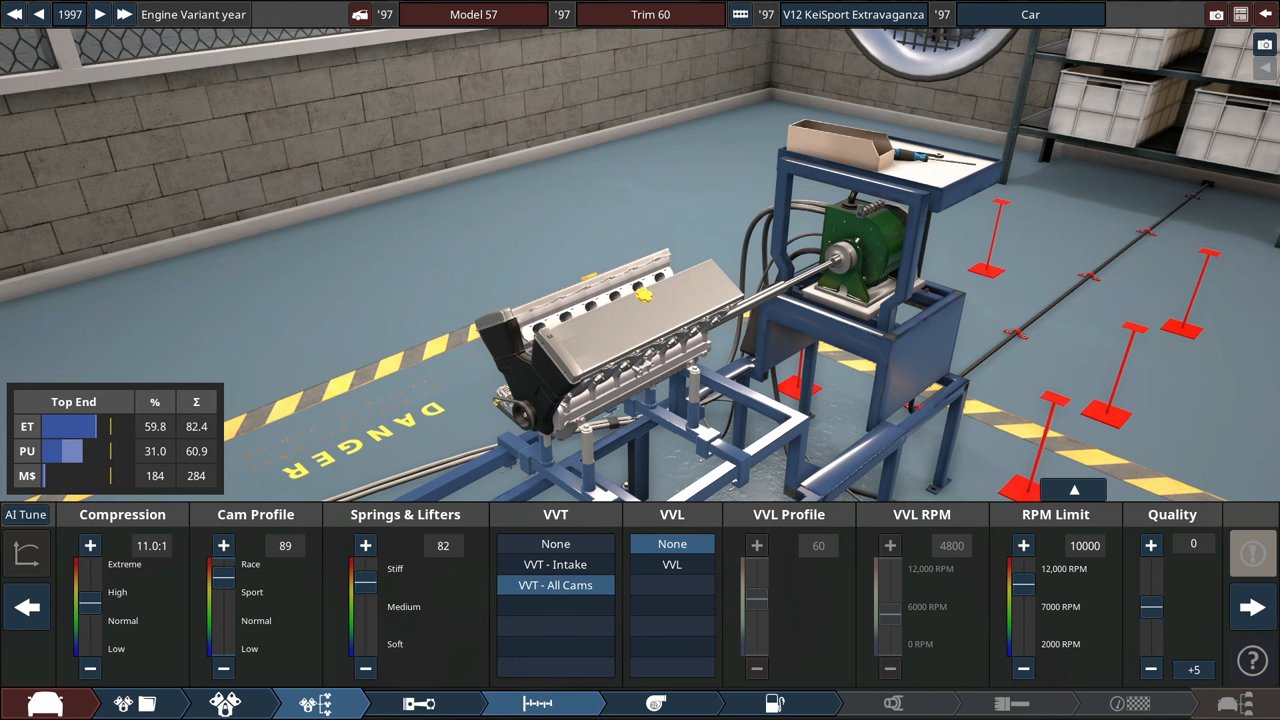 1997 Engine Variant year '97 Model 57 '97 Trim 60 '97 V12 KeiSport Extravaganza '97 Car
DANGER
Top End % Σ
ET 59.8 82.4
PU 31.0 60.9
M$ 184 284
AI Tune Compression Cam Profile Springs & Lifters VVT VVL VVL Profile VVL RPM RPM Limit Quality
+ 11.0:1 + 89 + 82 None None + 60 + 4800 + 10000 + 0
Extreme Race Stiff VVT - Intake VVL 12,000 RPM 12,000 RPM
High Sport Medium VVT - All Cams 6000 RPM 7000 RPM
Normal Normal
Low Low Soft 0 RPM 2000 RPM
+5
?